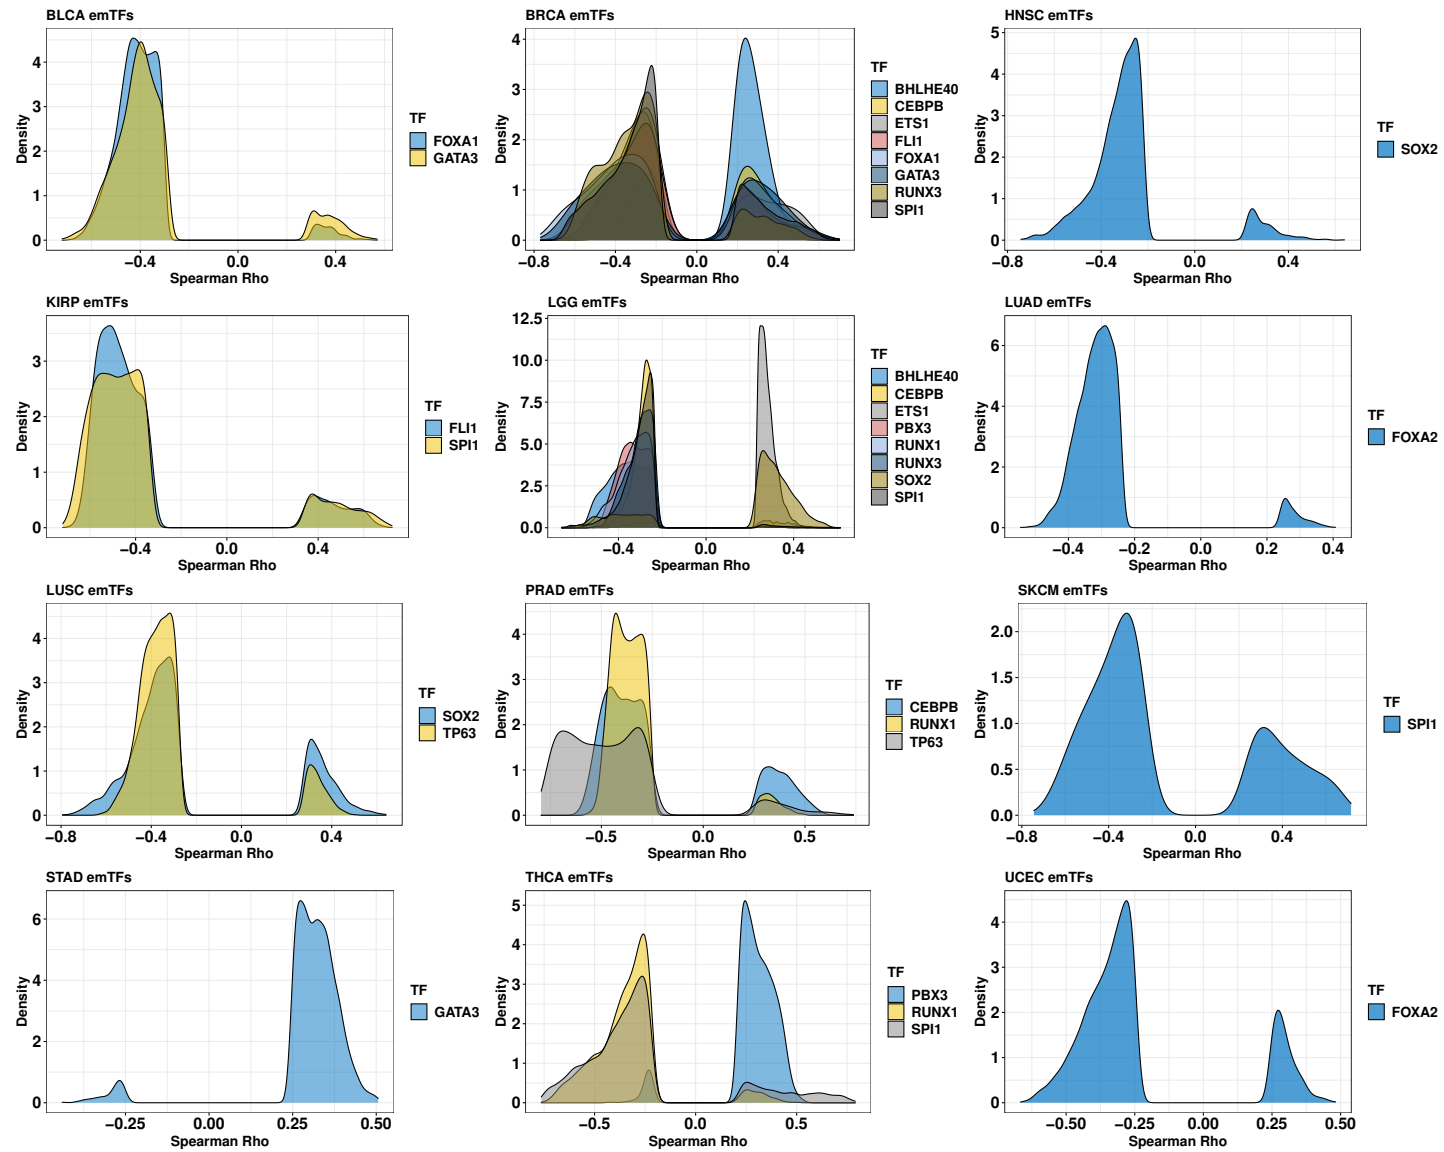 BLCA emTFs
Density
4
3
2
1
0
−0.4 0.0 0.4
Spearman Rho
TF
FOXA1
GATA3
BRCA emTFs
Density
4
3
2
1
0
−0.8 −0.4 0.0 0.4
Spearman Rho
TF
BHLHE40
CEBPB
ETS1
FLI1
FOXA1
GATA3
RUNX3
SPI1
HNSC emTFs
Density
5
4
3
2
1
0
−0.8 −0.4 0.0 0.4
Spearman Rho
TF
SOX2
KIRP emTFs
Density
3
2
1
0
−0.4 0.0 0.4
Spearman Rho
TF
FLI1
SPI1
LGG emTFs
Density
12.5
10.0
7.5
5.0
2.5
0.0
−0.4 0.0 0.4
Spearman Rho
TF
BHLHE40
CEBPB
ETS1
PBX3
RUNX1
RUNX3
SOX2
SPI1
LUAD emTFs
Density
6
4
2
0
−0.4 −0.2 0.0 0.2 0.4
Spearman Rho
TF
FOXA2
LUSC emTFs
Density
4
3
2
1
0
−0.8 −0.4 0.0 0.4
Spearman Rho
TF
SOX2
TP63
PRAD emTFs
Density
4
3
2
1
0
−0.5 0.0 0.5
Spearman Rho
TF
CEBPB
RUNX1
TP63
SKCM emTFs
Density
2.0
1.5
1.0
0.5
0.0
−0.8 −0.4 0.0 0.4
Spearman Rho
TF
SPI1
STAD emTFs
Density
6
4
2
0
−0.25 0.00 0.25 0.50
Spearman Rho
TF
GATA3
THCA emTFs
Density
5
4
3
2
1
0
−0.5 0.0 0.5
Spearman Rho
TF
PBX3
RUNX1
SPI1
UCEC emTFs
Density
4
3
2
1
0
−0.50 −0.25 0.00 0.25 0.50
Spearman Rho
TF
FOXA2